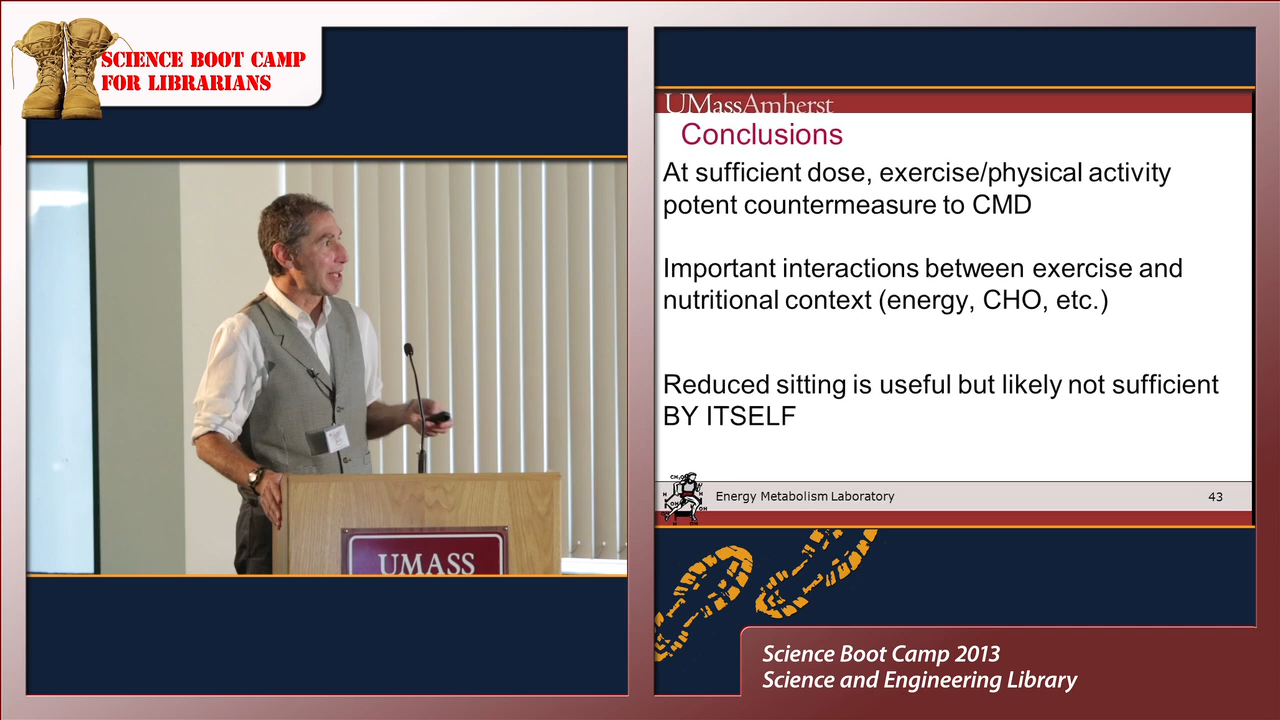 SCIENCE BOOT CAMP
FOR LIBRARIANS
UMASS
UMassAmherst
Conclusions
At sufficient dose, exercise/physical activity
potent countermeasure to CMD
Important interactions between exercise and
nutritional context (energy, CHO, etc.)
Reduced sitting is useful but likely not sufficient
BY ITSELF
Energy Metabolism Laboratory
43
Science Boot Camp 2013
Science and Engineering Library